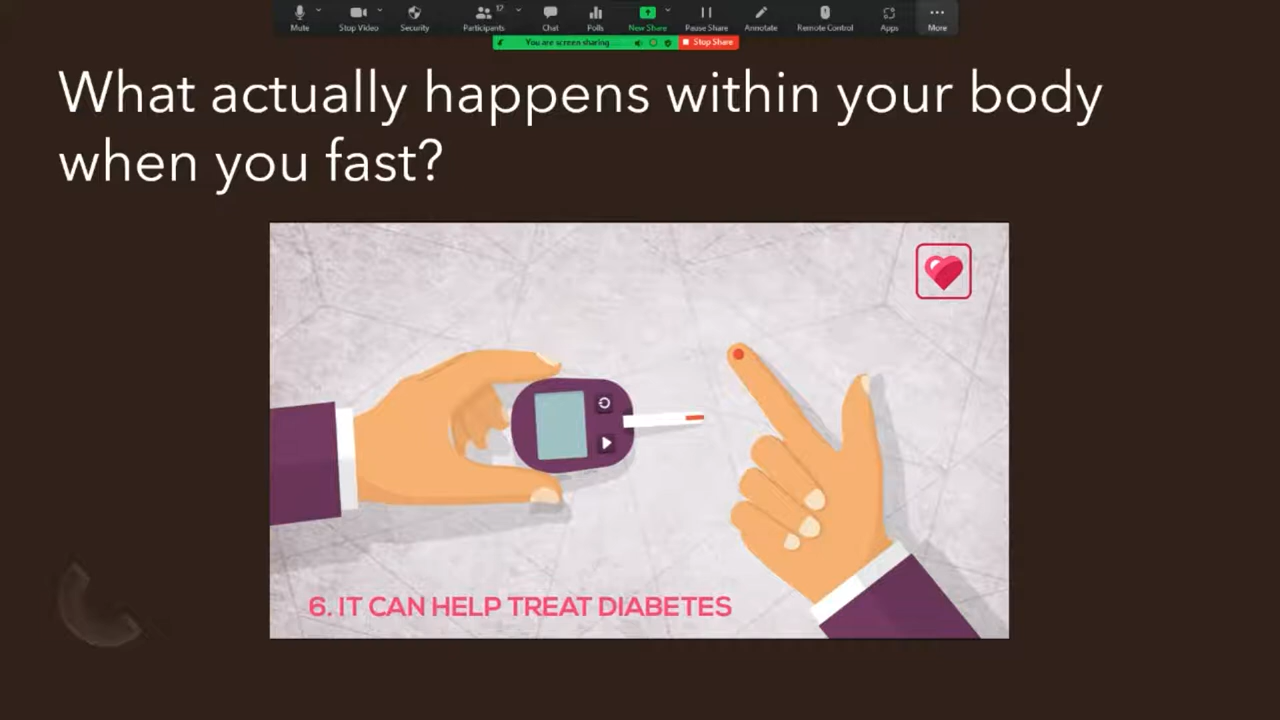 Mute
Stop Video
Security
Participants
17
Chat
Polls
New Share
Pause Share
Annotate
Remote Control
Apps
More
You are screen sharing
Stop Share
What actually happens within your body
when you fast?
6. IT CAN HELP TREAT DIABETES